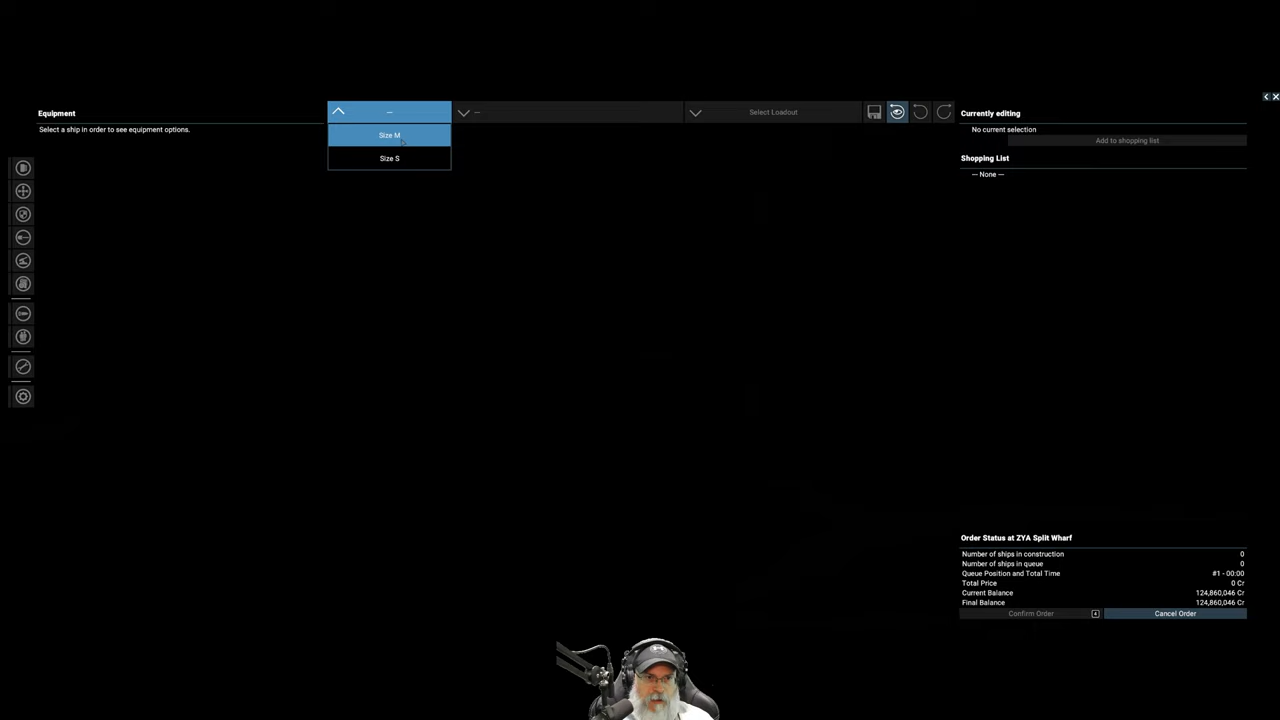 Equipment
Select a ship in order to see equipment options.
--
Size M
Size S
--
Select Loadout
Currently editing
No current selection
Add to shopping list
Shopping List
--- None ---
Order Status at ZYA Split Wharf
Number of ships in construction 0
Number of ships in queue 0
Queue Position and Total Time #1 - 00:00
Total Price 0 Cr
Current Balance 124,860,046 Cr
Final Balance 124,860,046 Cr
Confirm Order
Cancel Order